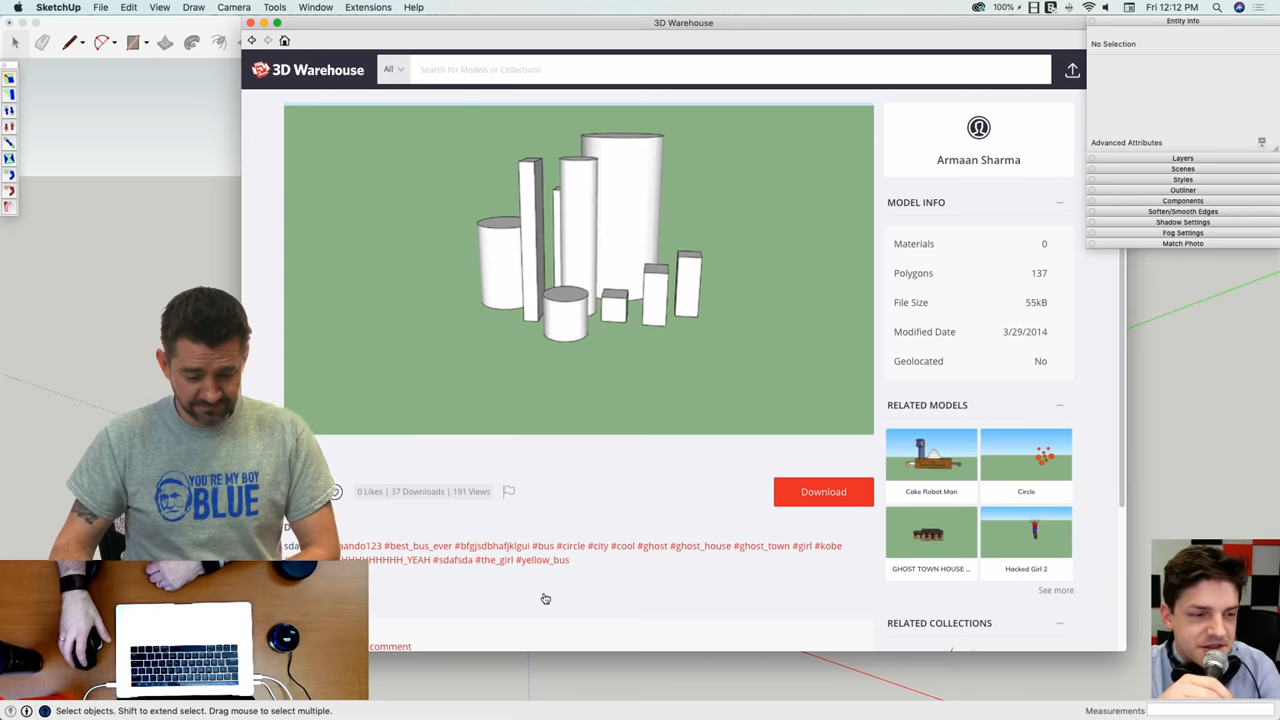 SketchUp File Edit View Draw Camera Tools Window Extensions Help 100% Fri 12:12 PM
3D Warehouse
Entity Info
No Selection
3D Warehouse All Search for Models or Collections
Advanced Attributes
Layers
Scenes
Styles
Outliner
Components
Soften/Smooth Edges
Shadow Settings
Fog Settings
Match Photo
Armaan Sharma
MODEL INFO
Materials 0
Polygons 137
File Size 55kB
Modified Date 3/29/2014
Geolocated No
RELATED MODELS
Cake Robot Man Circle
GHOST TOWN HOUSE ... Hacked Girl 2
See more
RELATED COLLECTIONS
0 Likes | 37 Downloads | 191 Views
Download
#best_bus_ever #bfgjsdbhafjklgui #bus #circle #city #cool #ghost #ghost_house #ghost_town #girl #kobe
#sdafsda #the_girl #yellow_bus
comment
YOU'RE MY BOY
BLUE
Select objects. Shift to extend select. Drag mouse to select multiple.
Measurements